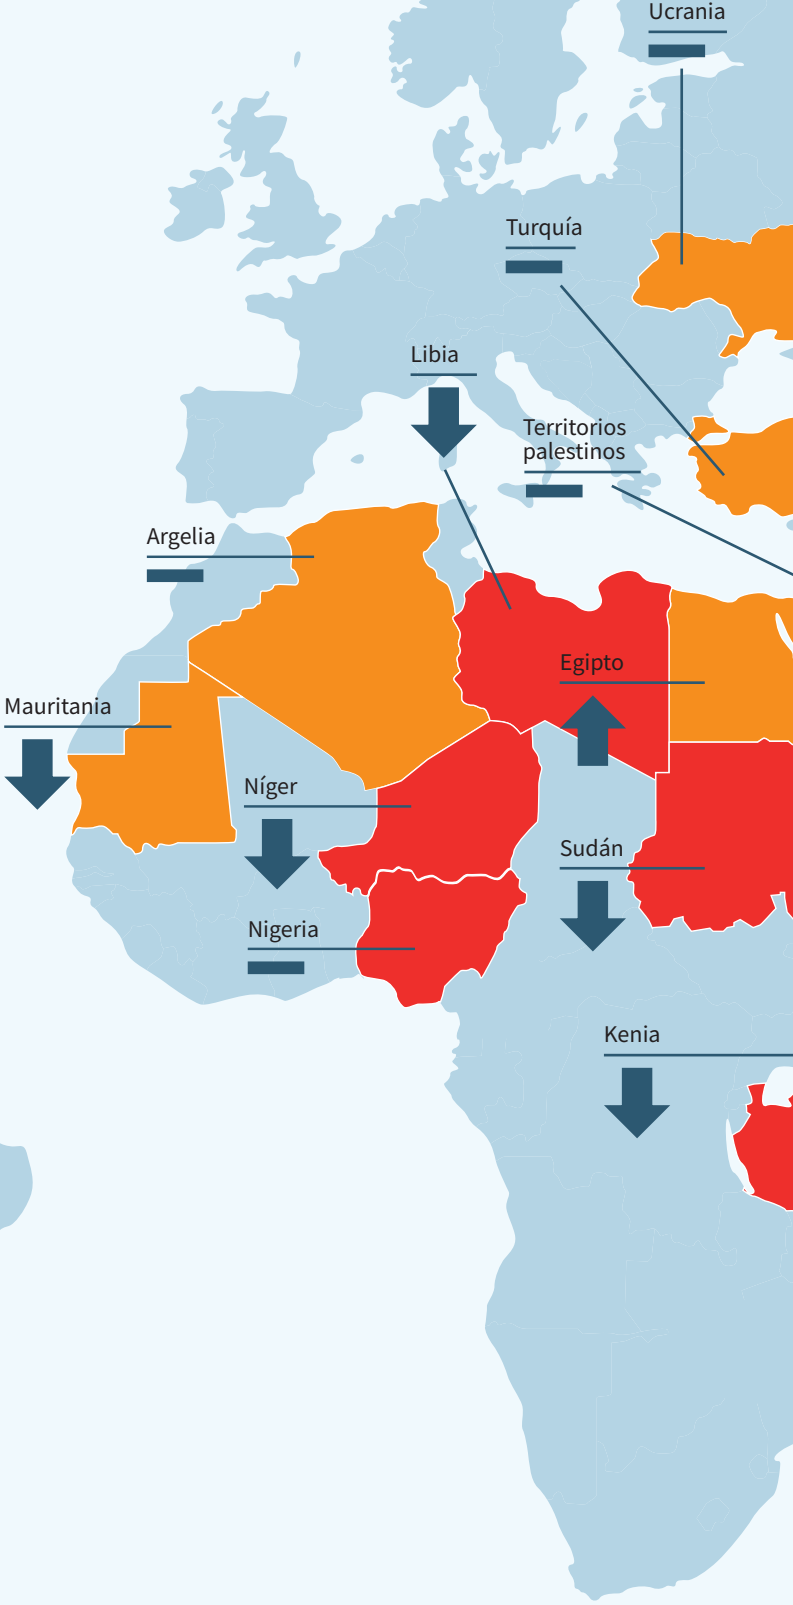 Ucrania
Turquía
Libia
Territorios
palestinos
Argelia
Egipto
Mauritania
Níger
Sudán
Nigeria
Kenia